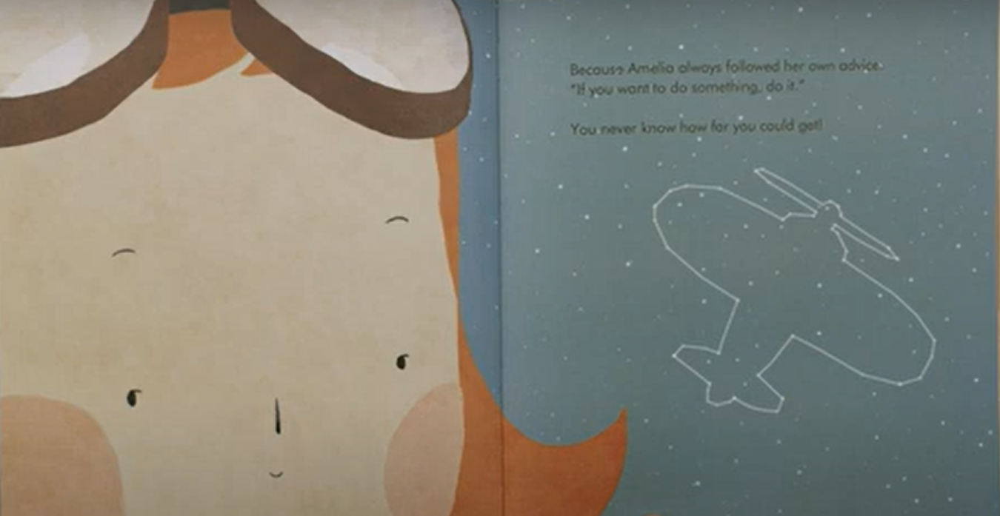 Because Amelia always followed her own advice.
"If you want to do something, do it."
You never know how far you could get!